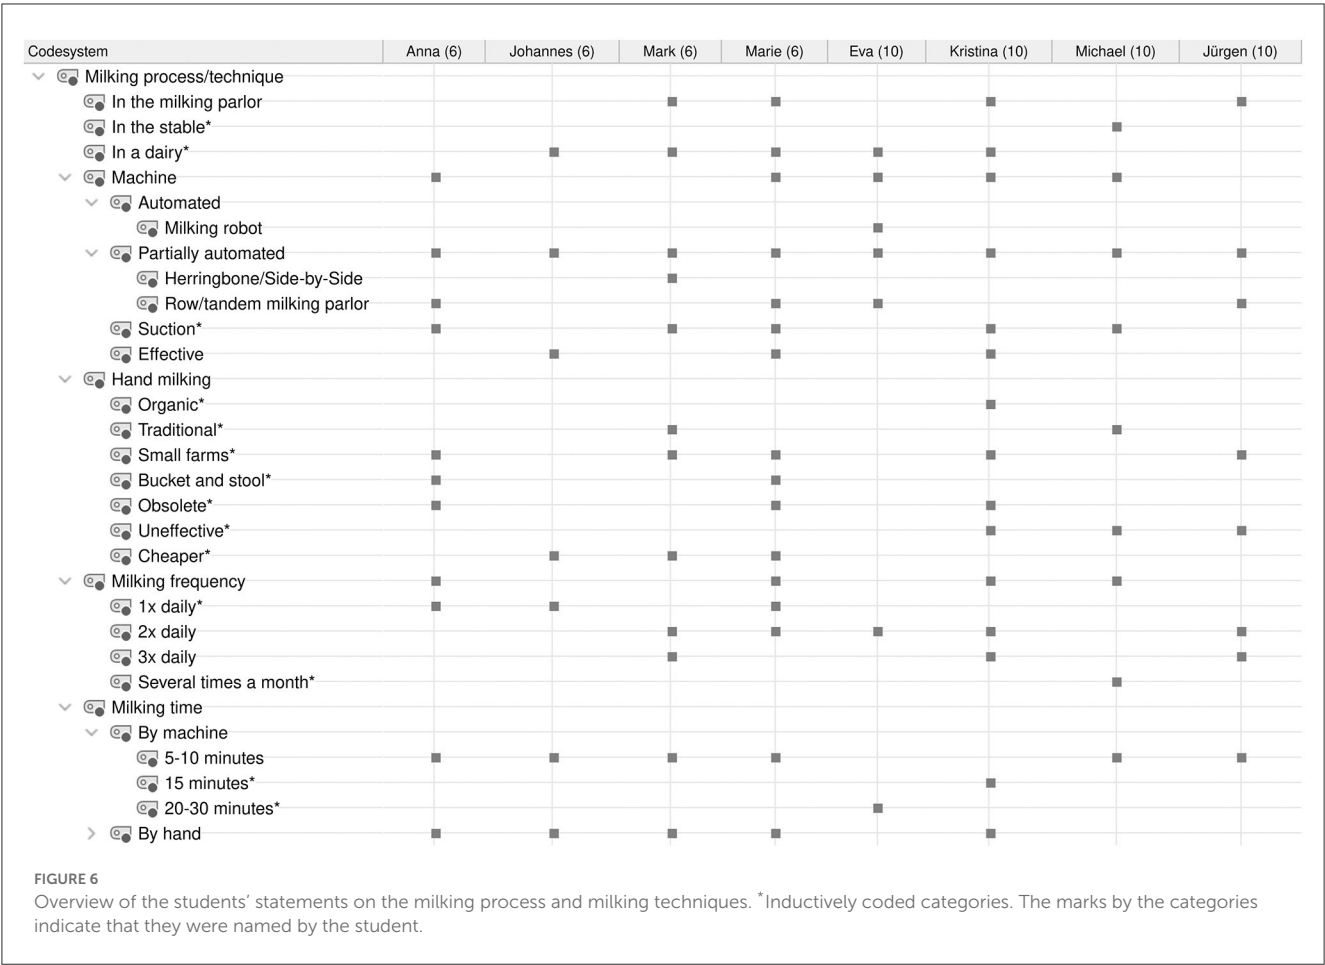 Codesystem Anna (6) Johannes (6) Mark (6) Marie (6) Eva (10) Kristina (10) Michael (10) Jürgen (10)
Milking process/technique
In the milking parlor
In the stable*
In a dairy*
Machine
Automated
Milking robot
Partially automated
Herringbone/Side-by-Side
Row/tandem milking parlor
Suction*
Effective
Hand milking
Organic*
Traditional*
Small farms*
Bucket and stool*
Obsolete*
Uneffective*
Cheaper*
Milking frequency
1x daily*
2x daily
3x daily
Several times a month*
Milking time
By machine
5-10 minutes
15 minutes*
20-30 minutes*
By hand
FIGURE 6
Overview of the students' statements on the milking process and milking techniques. *Inductively coded categories. The marks by the categories
indicate that they were named by the student.